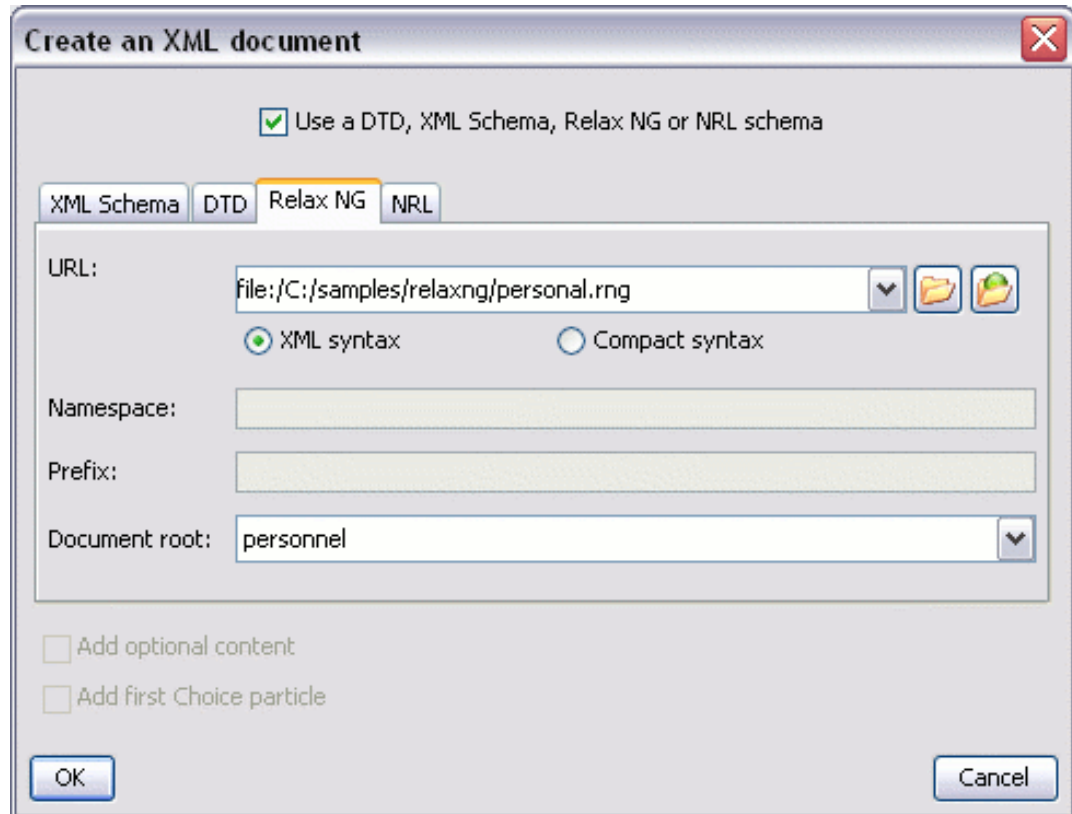 Create an XML document
Use a DTD, XML Schema, Relax NG or NRL schema
XML Schema DTD Relax NG NRL
URL:
file:/C:/samples/relaxng/personal.rng
XML syntax Compact syntax
Namespace:
Prefix:
Document root: personnel
Add optional content
Add first Choice particle
OK Cancel